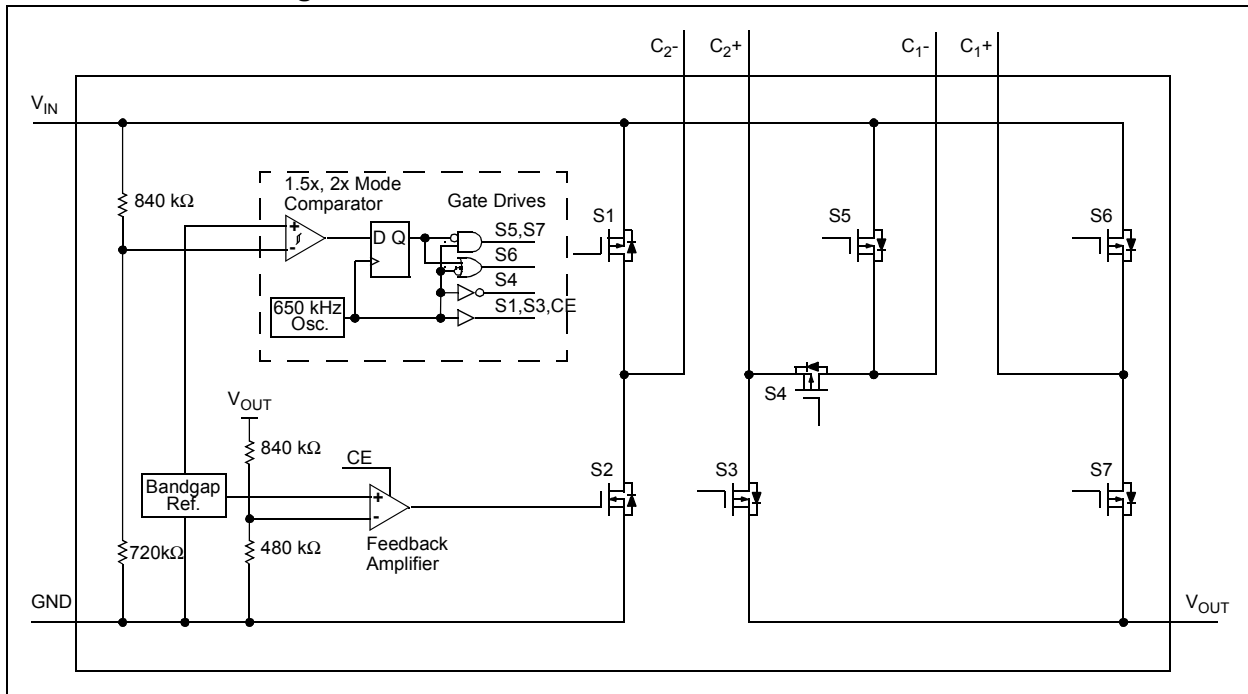 g
C2- C2+ C1- C1+
VIN
840 kΩ
1.5x, 2x Mode
Comparator
Gate Drives
+
-
D Q
S5,S7
S6
S4
S1,S3,CE
650 kHz
Osc.
S1
S5
S6
S4
VOUT
840 kΩ
CE
Bandgap
Ref.
+
-
S2
S3
S7
720kΩ
480 kΩ
Feedback
Amplifier
GND
VOUT